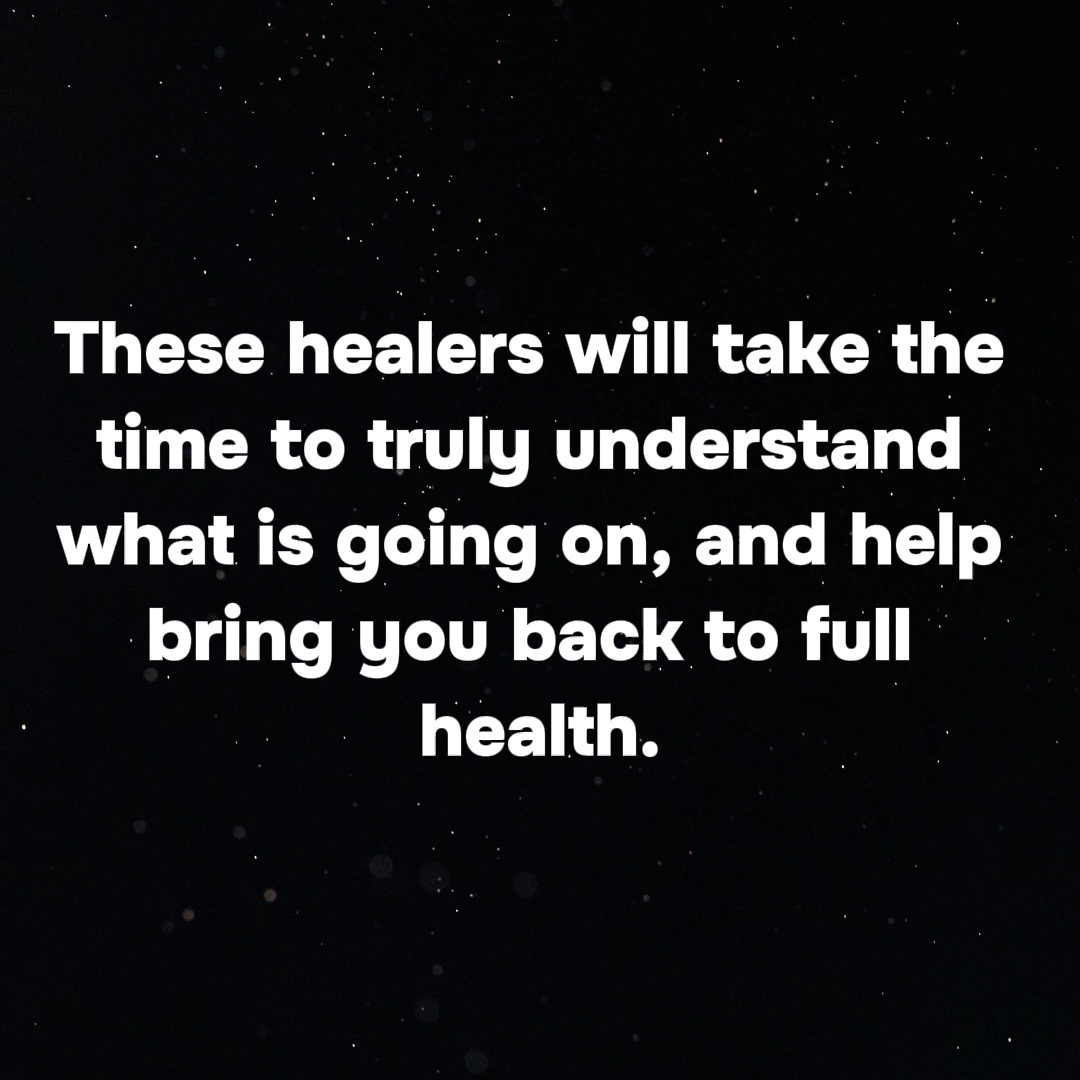 These healers will take the
time to truly understand
what is going on, and help
bring you back to full
health.